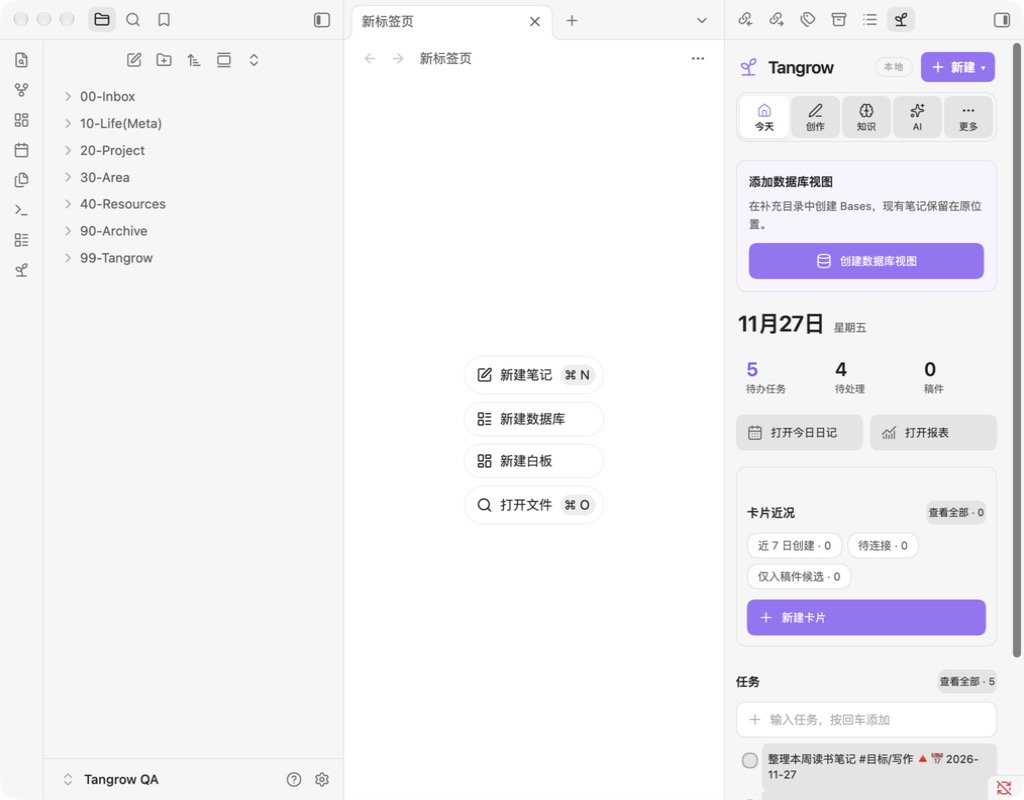 新标签页
新标签页
00-Inbox
10-Life(Meta)
20-Project
30-Area
40-Resources
90-Archive
99-Tangrow
Tangrow QA
新建笔记 ⌘ N
新建数据库
新建白板
打开文件 ⌘ O
Tangrow 本地 + 新建
今天 创作 知识 AI 更多
添加数据库视图
在补充目录中创建 Bases，现有笔记保留在原位
置。
创建数据库视图
11月27日 星期五
5 4 0
待办任务 待处理 稿件
打开今日日记 打开报表
卡片近况 查看全部 · 0
近 7 日创建 · 0 待连接 · 0
仅入稿件候选 · 0
+ 新建卡片
任务 查看全部 · 5
+ 输入任务，按回车添加
整理本周读书笔记 #目标/写作 🔺 📅 2026-
11-27